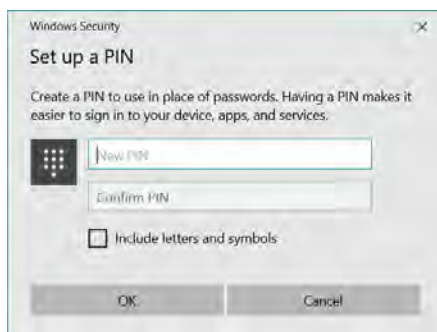 Windows Security
Set up a PIN
Create a PIN to use in place of passwords. Having a PIN makes it
easier to sign in to your device, apps, and services.
New PIN
Confirm PIN
Include letters and symbols
OK
Cancel